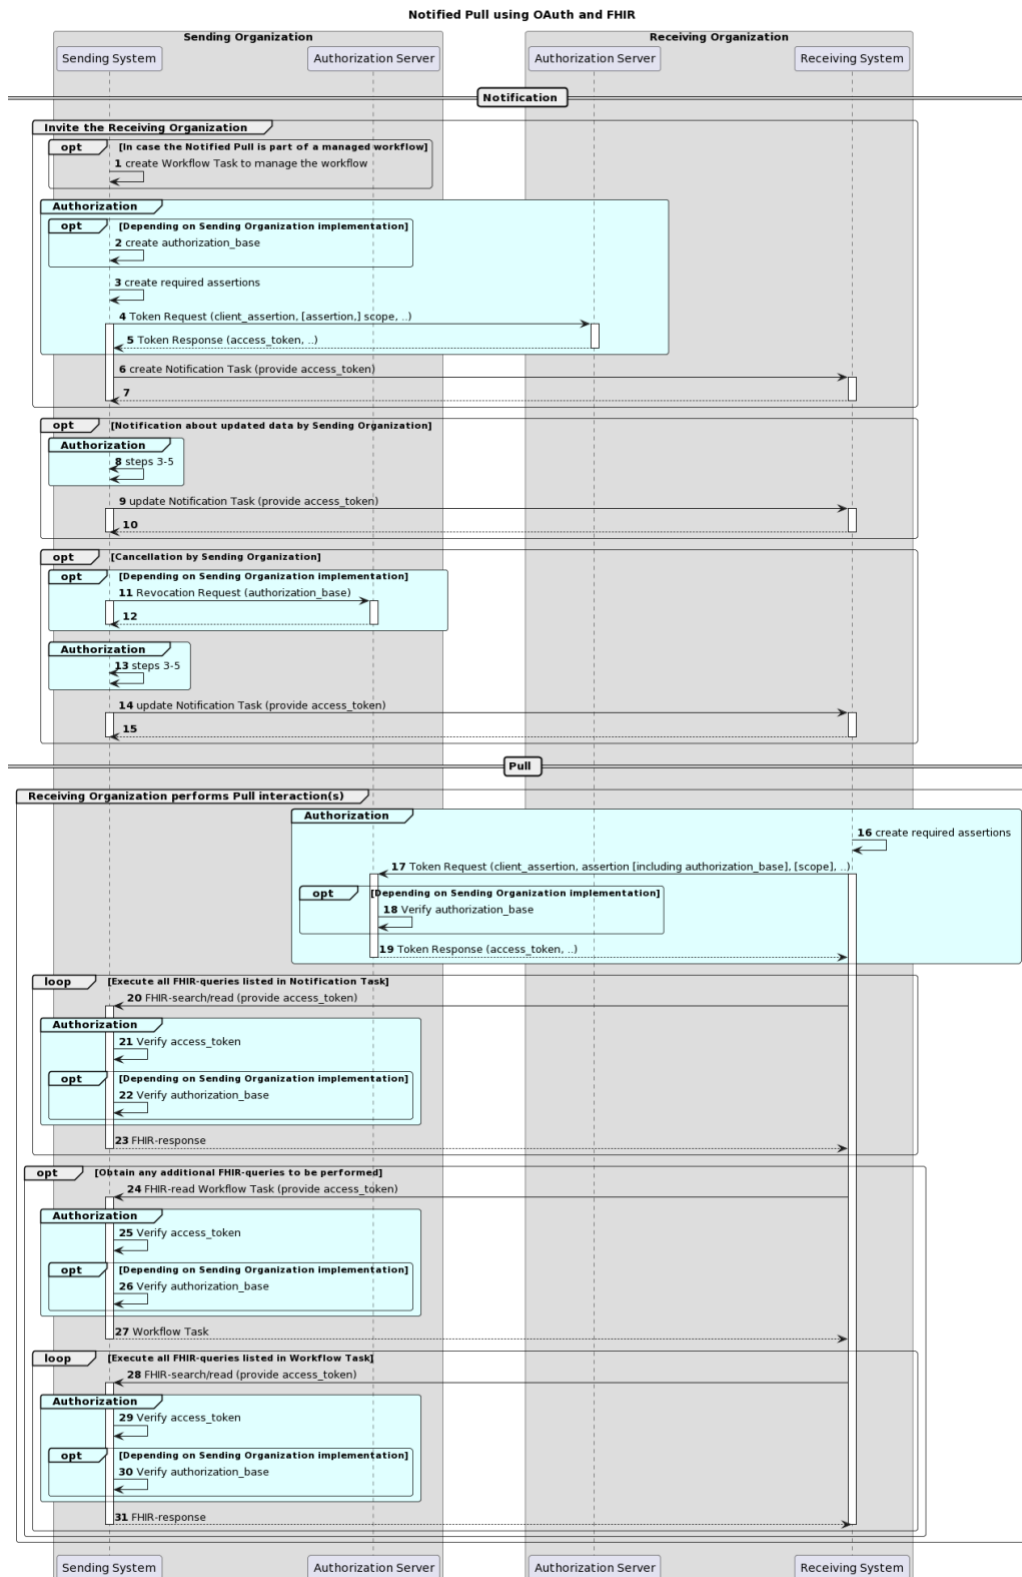 Notified Pull using OAuth and FHIR
Sending Organization
Receiving Organization
Sending System
Authorization Server
Authorization Server
Receiving System
Notification
Invite the Receiving Organization
opt [In case the Notified Pull is part of a managed workflow]
1 create Workflow Task to manage the workflow
Authorization
opt [Depending on Sending Organization implementation]
2 create authorization_base
3 create required assertions
4 Token Request (client_assertion, [assertion,] scope, ..)
5 Token Response (access_token, ..)
6 create Notification Task (provide access_token)
7
opt [Notification about updated data by Sending Organization]
Authorization
8 steps 3-5
9 update Notification Task (provide access_token)
10
opt [Cancellation by Sending Organization]
opt [Depending on Sending Organization implementation]
11 Revocation Request (authorization_base)
12
Authorization
13 steps 3-5
14 update Notification Task (provide access_token)
15
Pull
Receiving Organization performs Pull interaction(s)
Authorization
16 create required assertions
17 Token Request (client_assertion, assertion [including authorization_base], [scope], ..)
opt [Depending on Sending Organization implementation]
18 Verify authorization_base
19 Token Response (access_token, ..)
loop [Execute all FHIR-queries listed in Notification Task]
20 FHIR-search/read (provide access_token)
Authorization
21 Verify access_token
opt [Depending on Sending Organization implementation]
22 Verify authorization_base
23 FHIR-response
opt [Obtain any additional FHIR-queries to be performed]
24 FHIR-read Workflow Task (provide access_token)
Authorization
25 Verify access_token
opt [Depending on Sending Organization implementation]
26 Verify authorization_base
27 Workflow Task
loop [Execute all FHIR-queries listed in Workflow Task]
28 FHIR-search/read (provide access_token)
Authorization
29 Verify access_token
opt [Depending on Sending Organization implementation]
30 Verify authorization_base
31 FHIR-response
Sending System
Authorization Server
Authorization Server
Receiving System